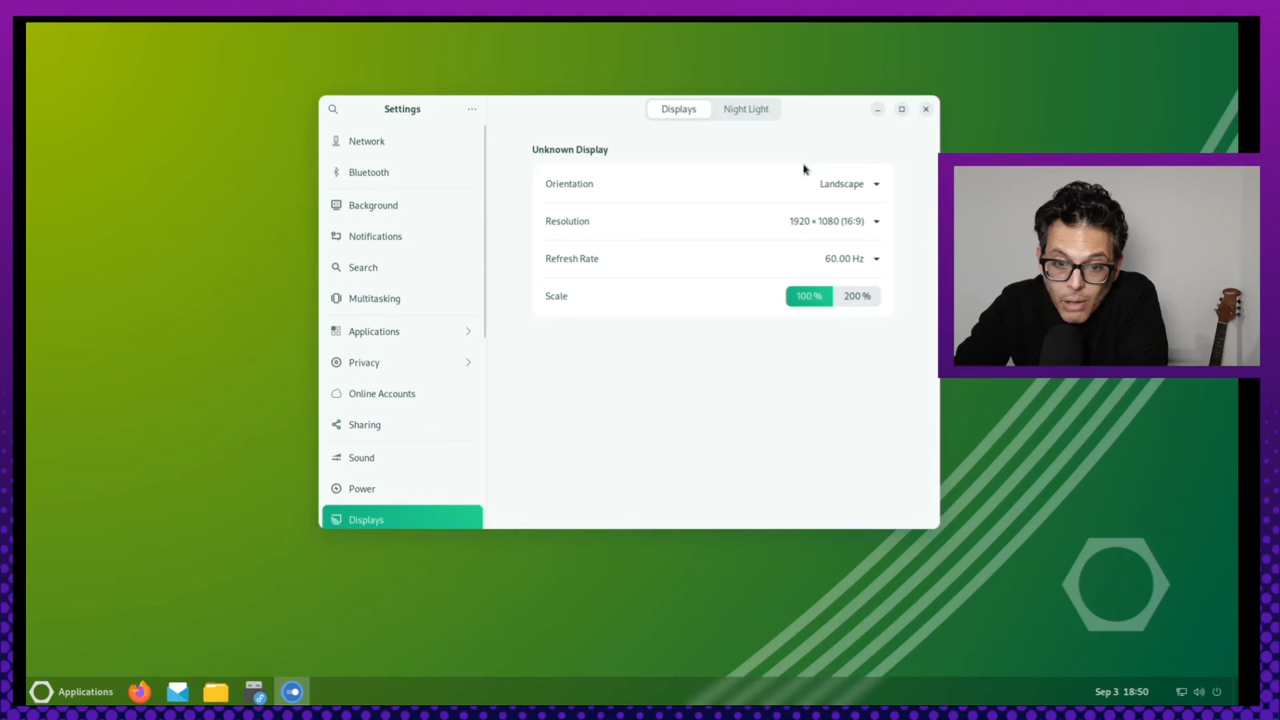 Settings
Displays
Night Light
Network
Bluetooth
Background
Notifications
Search
Multitasking
Applications
Privacy
Online Accounts
Sharing
Sound
Power
Displays
Unknown Display
Orientation
Landscape
Resolution
1920 × 1080 (16:9)
Refresh Rate
60.00 Hz
Scale
100 %
200 %
Applications
Sep 3 18:50